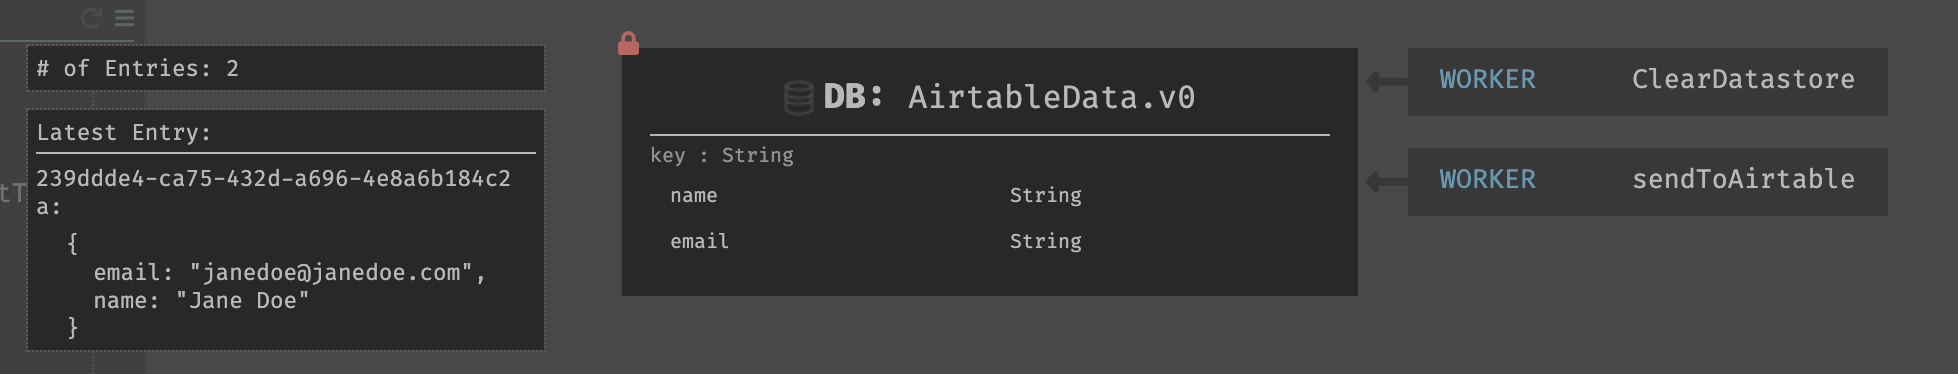 # of Entries: 2
Latest Entry:
239ddde4-ca75-432d-a696-4e8a6b184c2
a:
{
email: "janedoe@janedoe.com",
name: "Jane Doe"
}
tT
DB: AirtableData.v0
key : String
name String
email String
WORKER ClearDatastore
WORKER sendToAirtable